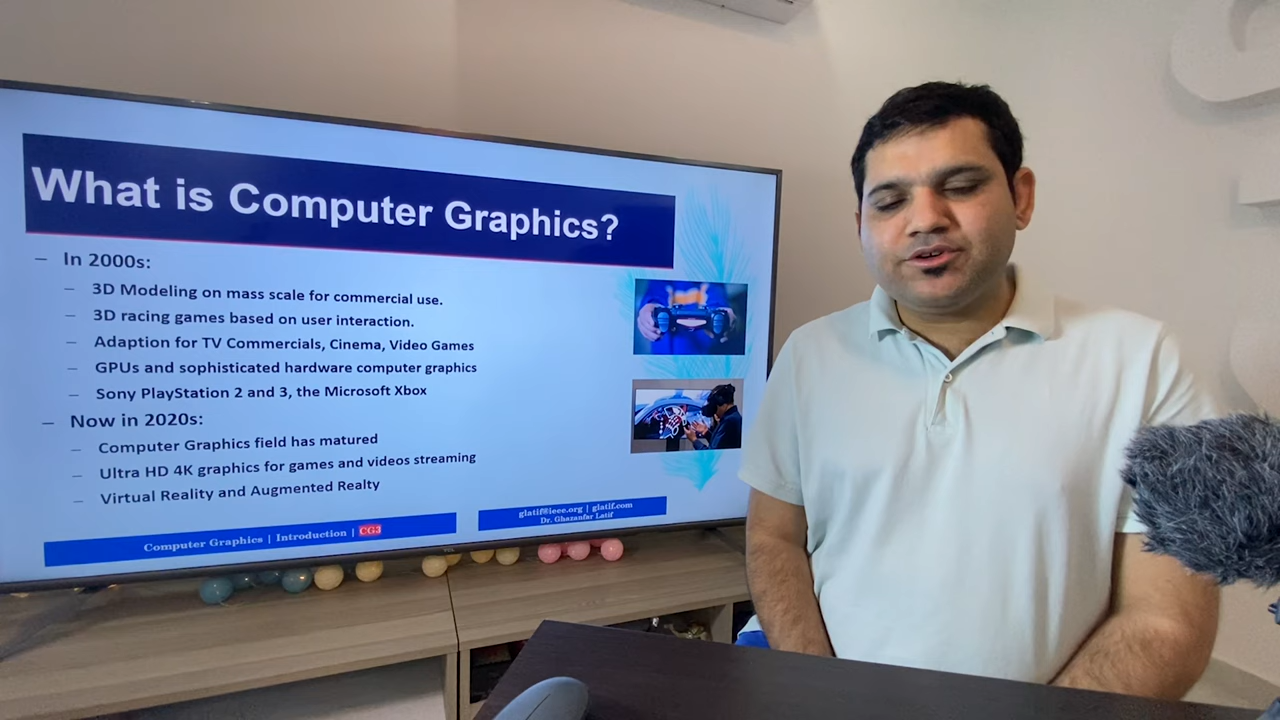 What is Computer Graphics?
– In 2000s:
– 3D Modeling on mass scale for commercial use.
– 3D racing games based on user interaction.
– Adaption for TV Commercials, Cinema, Video Games
– GPUs and sophisticated hardware computer graphics
– Sony PlayStation 2 and 3, the Microsoft Xbox
– Now in 2020s:
– Computer Graphics field has matured
– Ultra HD 4K graphics for games and videos streaming
– Virtual Reality and Augmented Realty
Computer Graphics | Introduction | CG3
glatif@ieee.org | glatif.com
Dr. Ghazanfar Latif
TCL